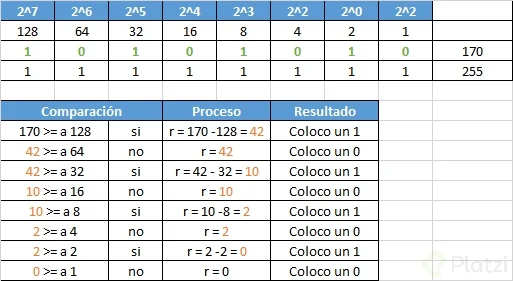 2^7 2^6 2^5 2^4 2^3 2^2 2^0 2^2
128 64 32 16 8 4 2 1
1 0 1 0 1 0 1 0 170
1 1 1 1 1 1 1 1 255
Comparación Proceso Resultado
170 >= a 128 si r = 170 -128 = 42 Coloco un 1
42 >= a 64 no r = 42 Coloco un 0
42 >= a 32 si r = 42 - 32 = 10 Coloco un 1
10 >= a 16 no r = 10 Coloco un 0
10 >= a 8 si r = 10 -8 = 2 Coloco un 1
2 >= a 4 no r = 2 Coloco un 0
2 >= a 2 si r = 2 -2 = 0 Coloco un 1
0 >= a 1 no r = 0 Coloco un 0
Platzi